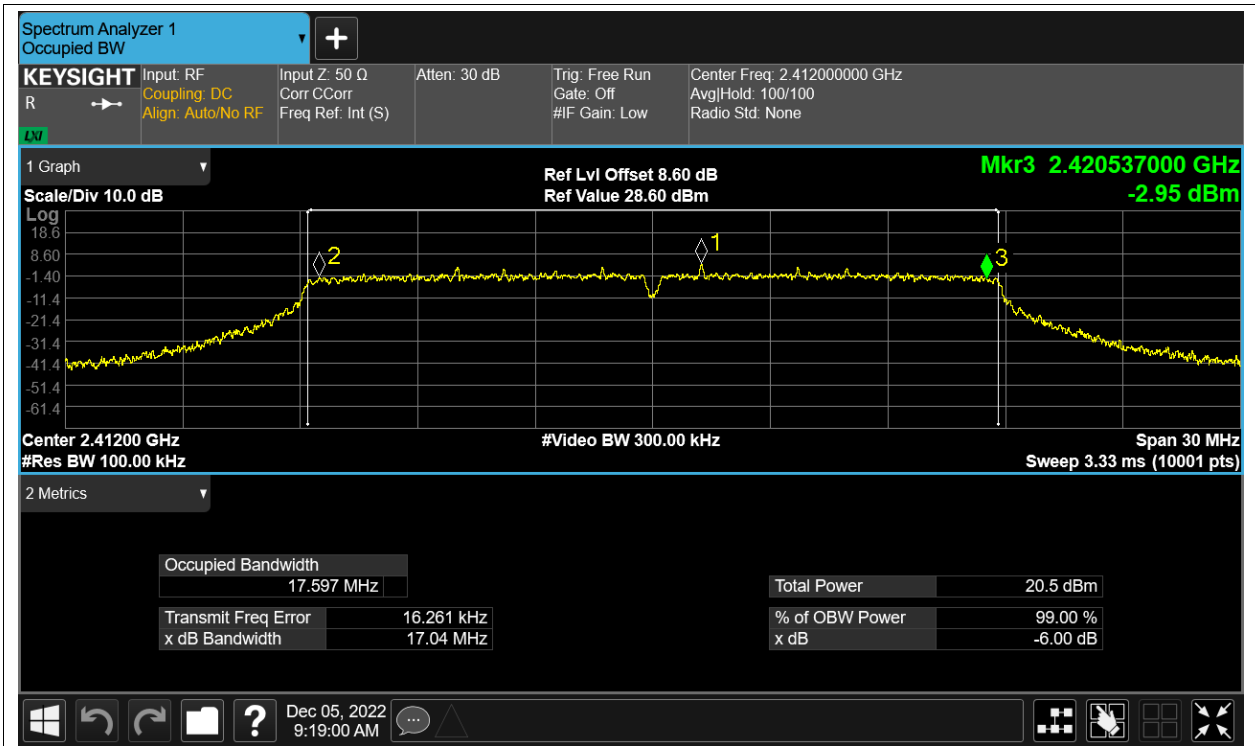 Spectrum Analyzer 1
Occupied BW
KEYSIGHT
R
LXI
Input: RF
Coupling: DC
Align: Auto/No RF
Input Z: 50 Ω
Corr CCorr
Freq Ref: Int (S)
Atten: 30 dB
Trig: Free Run
Gate: Off
#IF Gain: Low
Center Freq: 2.412000000 GHz
Avg|Hold: 100/100
Radio Std: None
1 Graph
Scale/Div 10.0 dB
Ref Lvl Offset 8.60 dB
Ref Value 28.60 dBm
Mkr3 2.420537000 GHz
-2.95 dBm
Log
18.6
8.60
-1.40
-11.4
-21.4
-31.4
-41.4
-51.4
-61.4
2
1
3
Center 2.41200 GHz
#Res BW 100.00 kHz
#Video BW 300.00 kHz
Span 30 MHz
Sweep 3.33 ms (10001 pts)
2 Metrics
Occupied Bandwidth
17.597 MHz
Transmit Freq Error 16.261 kHz
x dB Bandwidth 17.04 MHz
Total Power 20.5 dBm
% of OBW Power 99.00 %
x dB -6.00 dB
?
Dec 05, 2022
9:19:00 AM